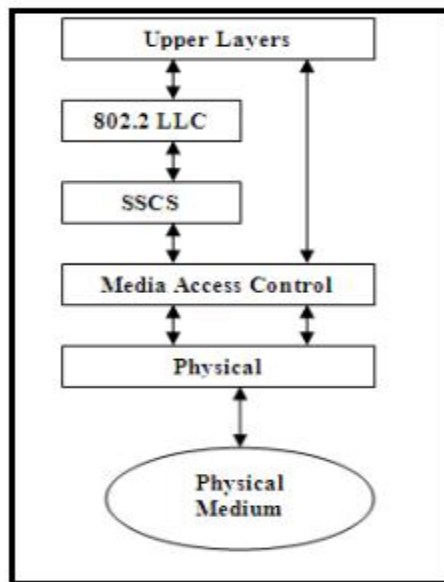 Upper Layers
802.2 LLC
SSCS
Media Access Control
Physical
Physical
Medium